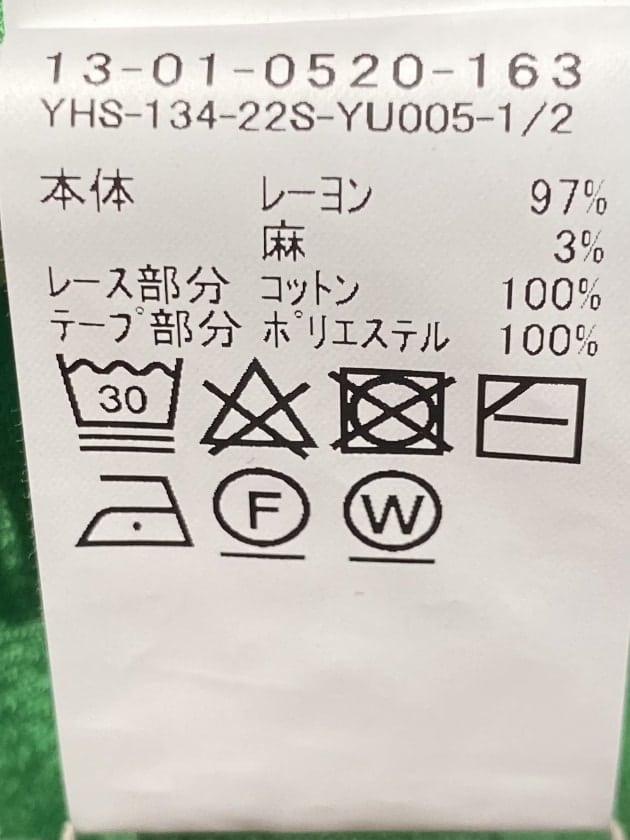 13-01-0520-163
YHS-134-22S-YU005-1/2
本体 レーヨン 97%
麻 3%
レース部分 コットン 100%
テープ部分 ポリエステル 100%
30
F W